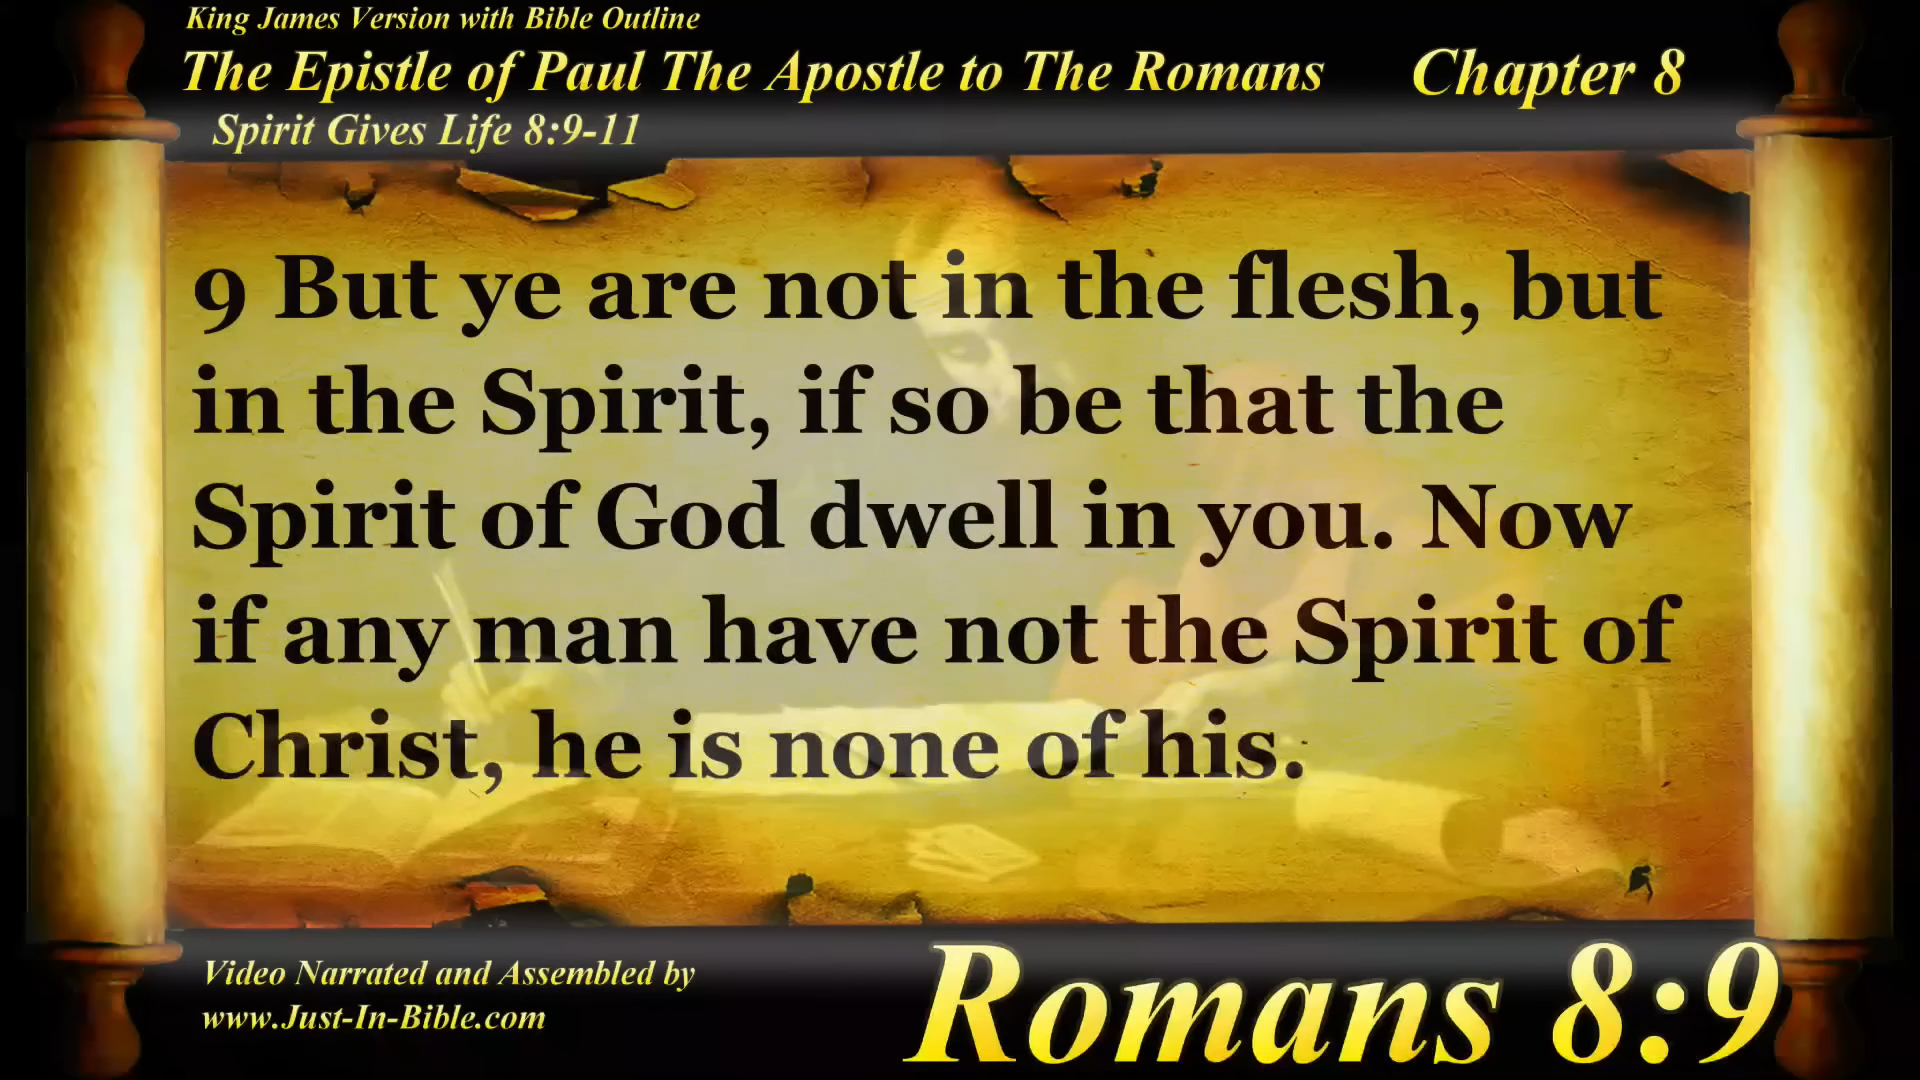 King James Version with Bible Outline
The Epistle of Paul The Apostle to The Romans Chapter 8
Spirit Gives Life 8:9-11
9 But ye are not in the flesh, but
in the Spirit, if so be that the
Spirit of God dwell in you. Now
if any man have not the Spirit of
Christ, he is none of his.
Video Narrated and Assembled by
www.Just-In-Bible.com
Romans 8:9